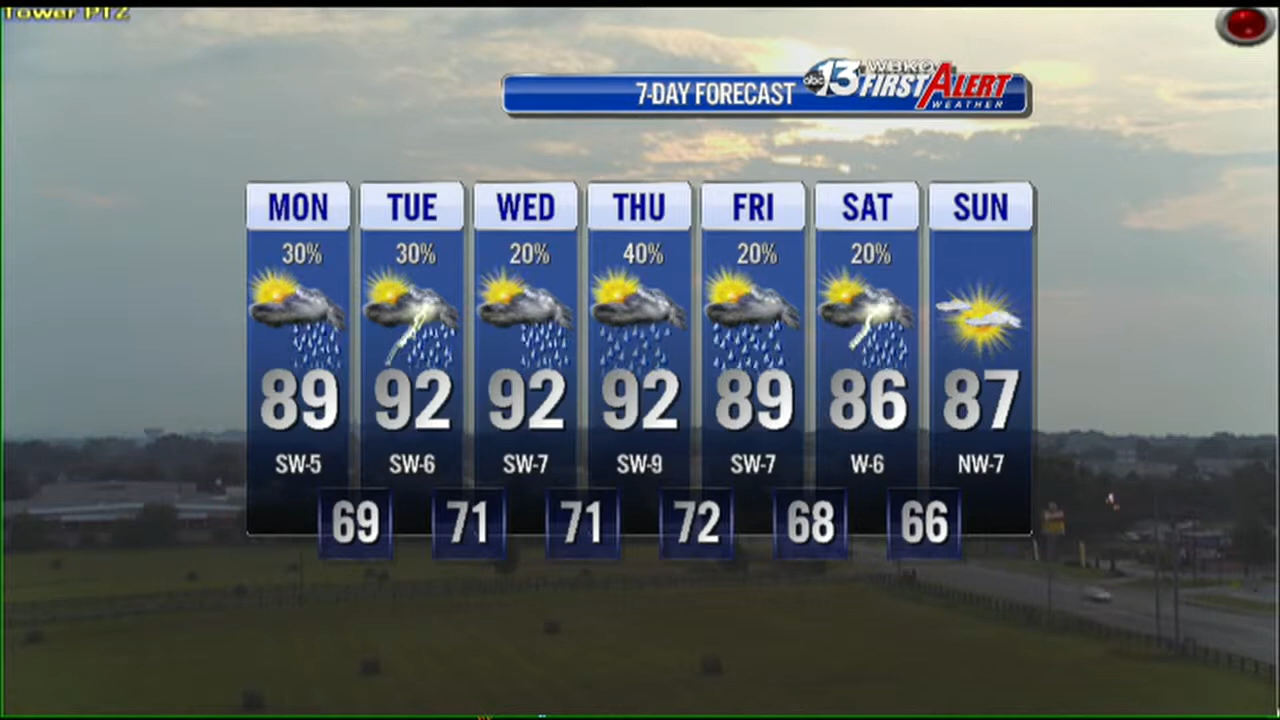 Tower PTZ
7-DAY FORECAST
abc 13 WBKO FIRST ALERT WEATHER
MON TUE WED THU FRI SAT SUN
30% 30% 20% 40% 20% 20%
89 92 92 92 89 86 87
SW-5 SW-6 SW-7 SW-9 SW-7 W-6 NW-7
69 71 71 72 68 66